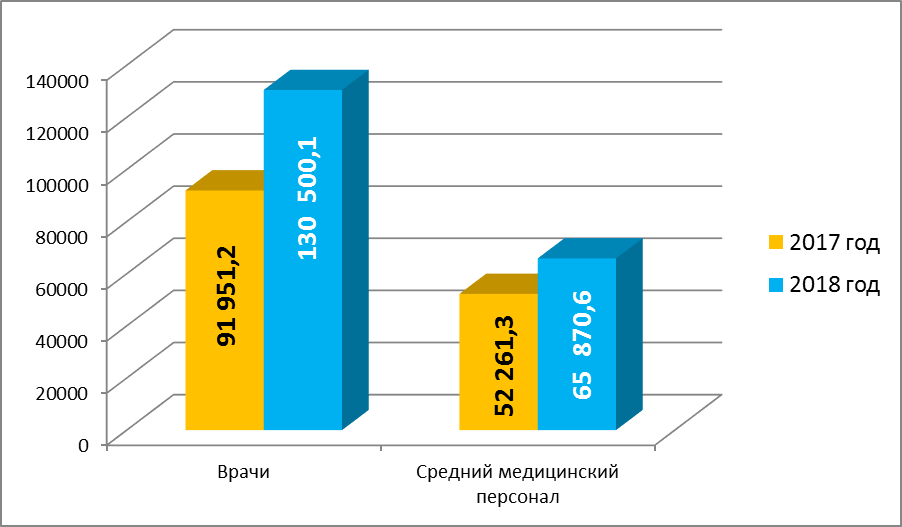 140000
120000
100000
80000
60000
40000
20000
0
91 951,2
130 500,1
52 261,3
65 870,6
Врачи
Средний медицинский
персонал
2017 год
2018 год